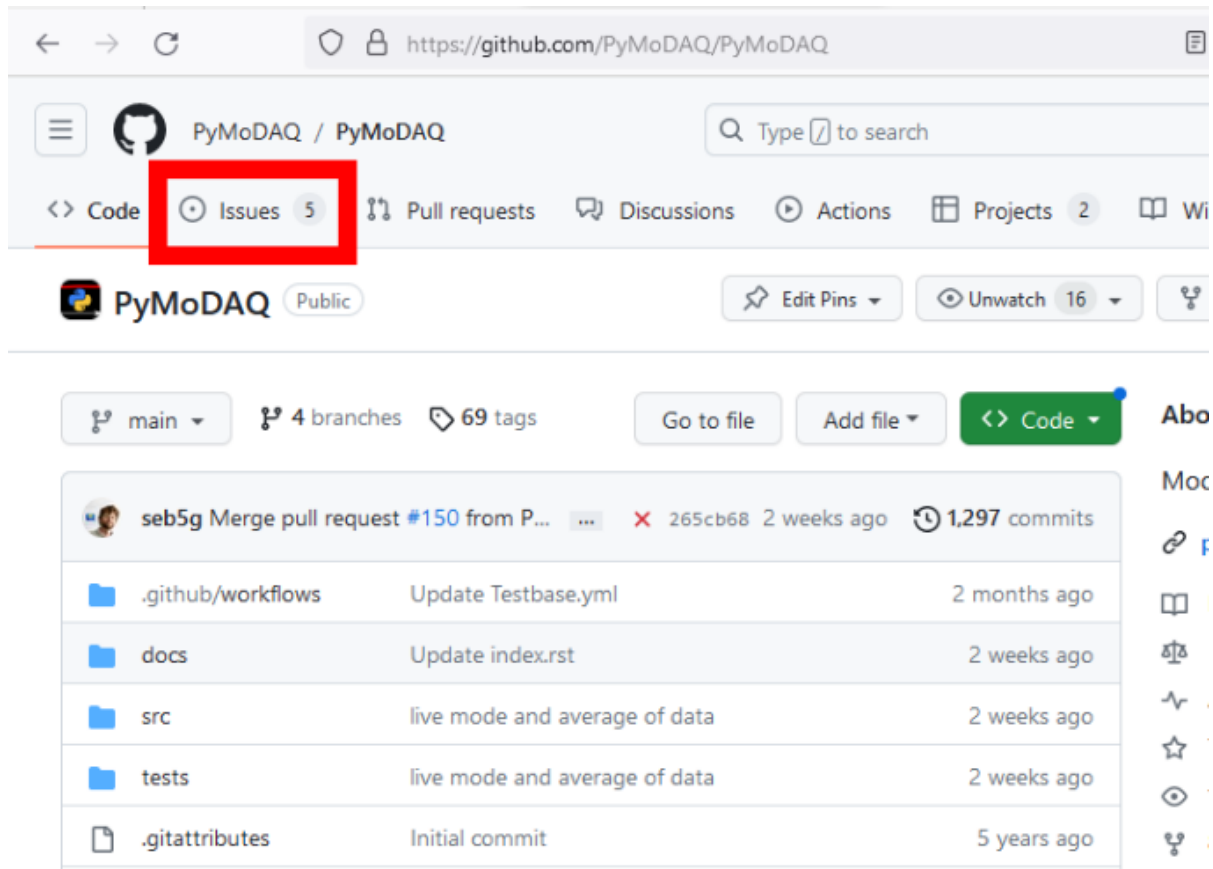 https://github.com/PyMoDAQ/PyMoDAQ
PyMoDAQ / PyMoDAQ
Type / to search
<> Code Issues 5 Pull requests Discussions Actions Projects 2 Wi
PyMoDAQ Public Edit Pins Unwatch 16
main 4 branches 69 tags Go to file Add file <> Code Abo
seb5g Merge pull request #150 from P... ... 265cb68 2 weeks ago 1,297 commits
.github/workflows Update Testbase.yml 2 months ago
docs Update index.rst 2 weeks ago
src live mode and average of data 2 weeks ago
tests live mode and average of data 2 weeks ago
.gitattributes Initial commit 5 years ago